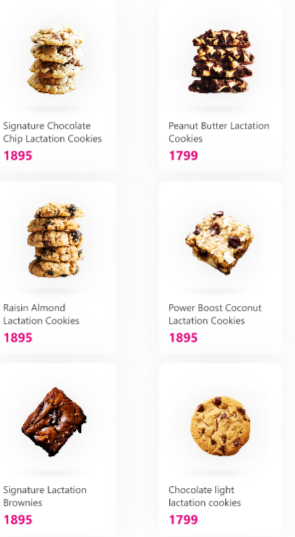 Signature Chocolate
Chip Lactation Cookies
1895
Peanut Butter Lactation
Cookies
1799
Raisin Almond
Lactation Cookies
1895
Power Boost Coconut
Lactation Cookies
1895
Signature Lactation
Brownies
1895
Chocolate light
lactation cookies
1799